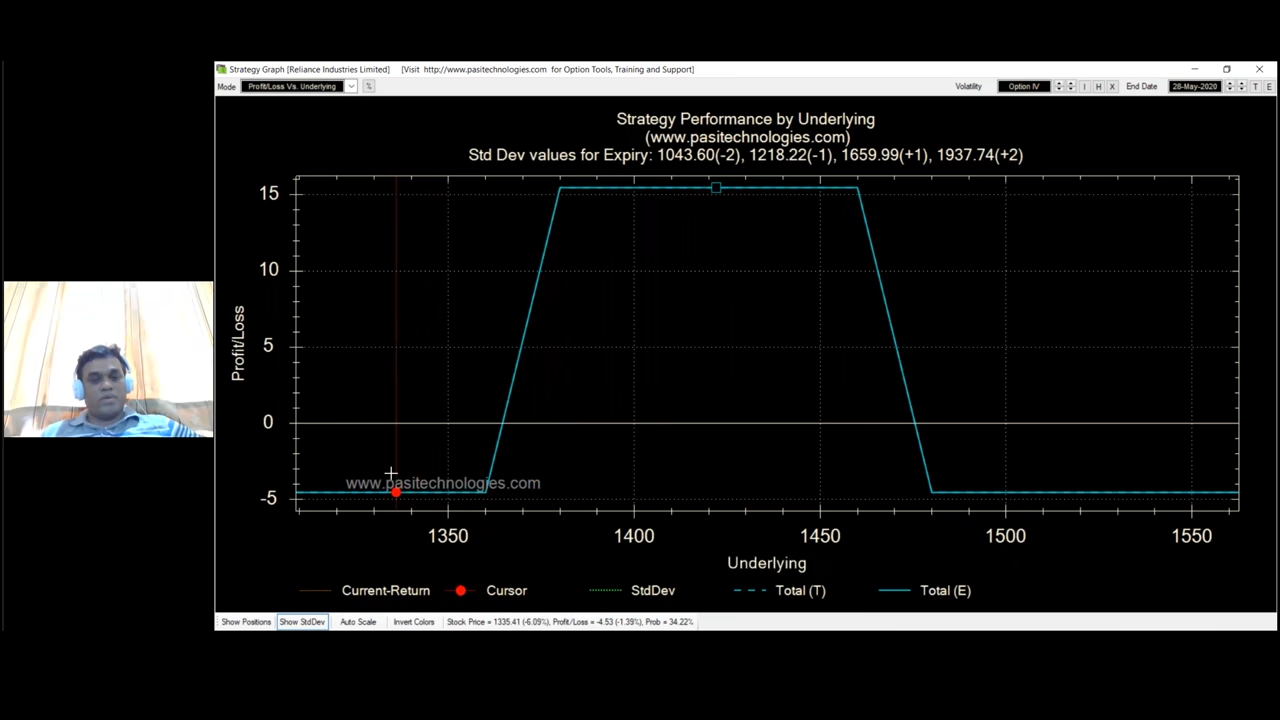 Strategy Graph [Reliance Industries Limited] [Visit http://www.pasitechnologies.com for Option Tools, Training and Support]
Mode Profit/Loss Vs. Underlying % Volatility Option IV I H X End Date 28-May-2020 T E
Strategy Performance by Underlying
(www.pasitechnologies.com)
Std Dev values for Expiry: 1043.60(-2), 1218.22(-1), 1659.99(+1), 1937.74(+2)
15
10
5
0
-5
Profit/Loss
www.pasitechnologies.com
1350 1400 1450 1500 1550
Underlying
Current-Return Cursor StdDev Total (T) Total (E)
Show Positions Show StdDev Auto Scale Invert Colors Stock Price = 1335.41 (-6.09%), Profit/Loss = -4.53 (-1.39%), Prob = 34.22%